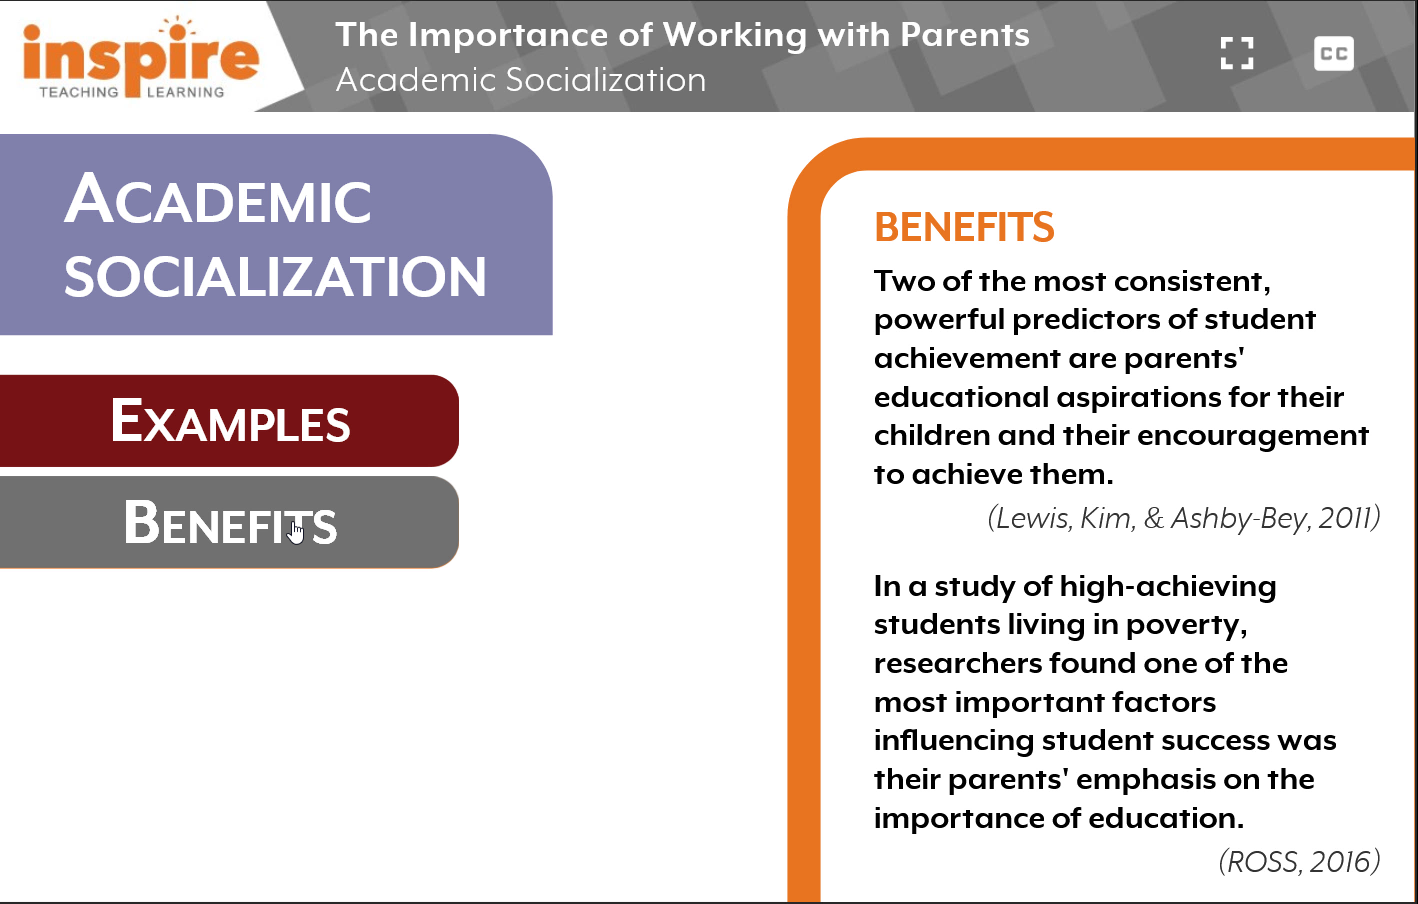 inspire
TEACHING LEARNING
The Importance of Working with Parents
Academic Socialization
CC
ACADEMIC
SOCIALIZATION
EXAMPLES
BENEFITS
BENEFITS
Two of the most consistent,
powerful predictors of student
achievement are parents'
educational aspirations for their
children and their encouragement
to achieve them.
(Lewis, Kim, & Ashby-Bey, 2011)
In a study of high-achieving
students living in poverty,
researchers found one of the
most important factors
influencing student success was
their parents' emphasis on the
importance of education.
(ROSS, 2016)